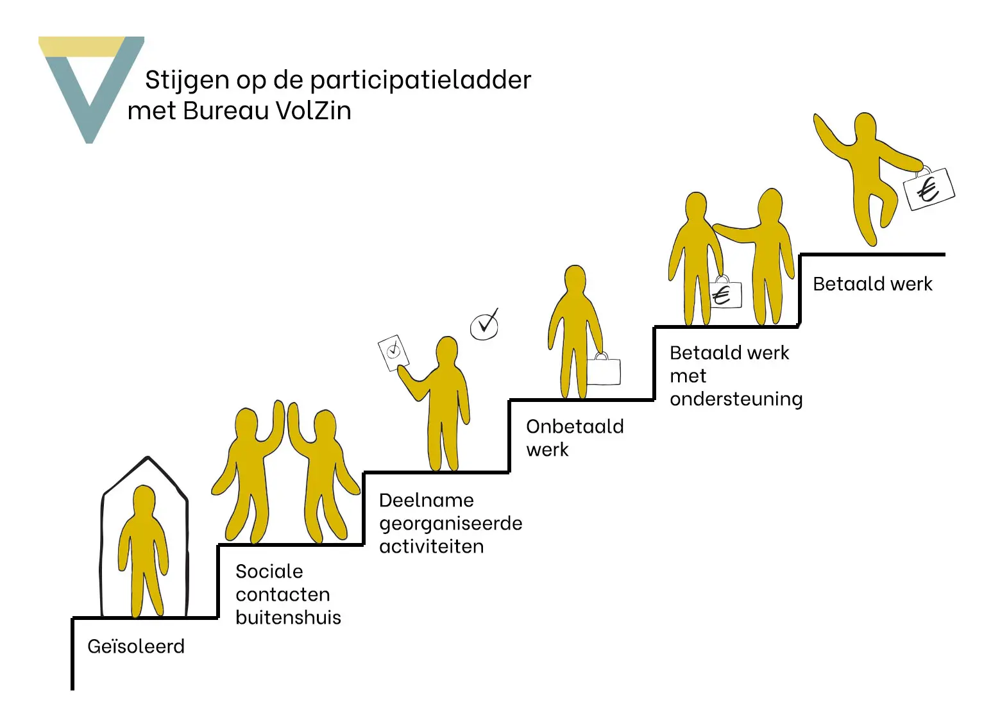 Stijgen op de participatieladder
met Bureau VolZin
Geïsoleerd
Sociale
contacten
buitenshuis
Deelname
georganiseerde
activiteiten
Onbetaald
werk
€
Betaald werk
met
ondersteuning
€
Betaald werk